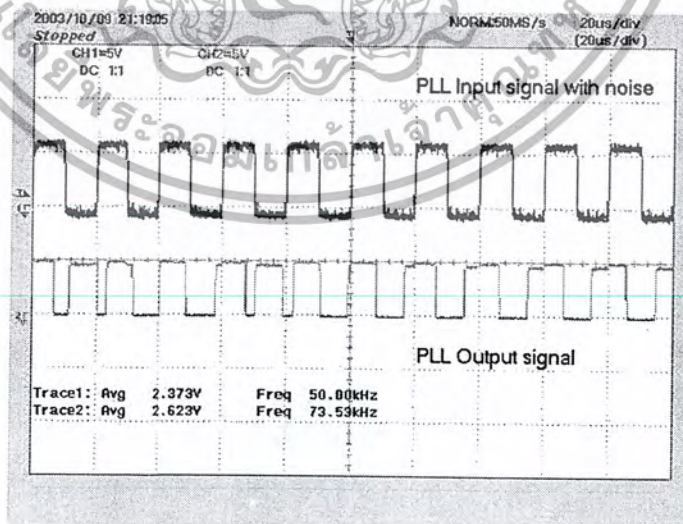 2003/10/09 21:19:05
NORM:50MS/s
20us/div
Stopped
(20us/div)
CH1=5V
CH2=5V
DC 1:1
DC 1:1
PLL Input signal with noise
PLL Output signal
Trace1: Avg 2.373V Freq 50.00kHz
Trace2: Avg 2.623V Freq 73.53kHz